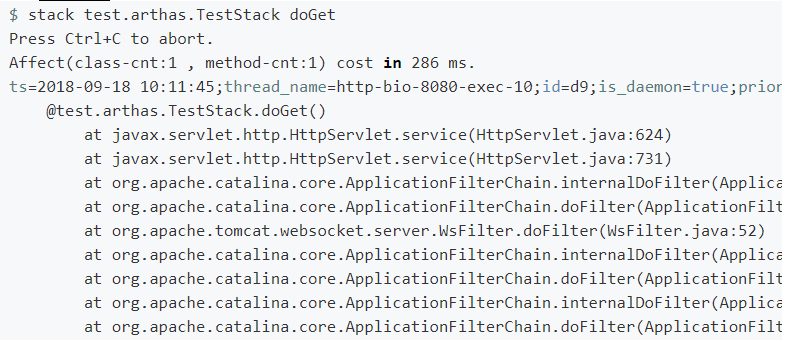 $ stack test.arthas.TestStack doGet
Press Ctrl+C to abort.
Affect(class-cnt:1 , method-cnt:1) cost in 286 ms.
ts=2018-09-18 10:11:45;thread_name=http-bio-8080-exec-10;id=d9;is_daemon=true;prior
@test.arthas.TestStack.doGet()
at javax.servlet.http.HttpServlet.service(HttpServlet.java:624)
at javax.servlet.http.HttpServlet.service(HttpServlet.java:731)
at org.apache.catalina.core.ApplicationFilterChain.internalDoFilter(Applica
at org.apache.catalina.core.ApplicationFilterChain.doFilter(ApplicationFilt
at org.apache.tomcat.websocket.server.WsFilter.doFilter(WsFilter.java:52)
at org.apache.catalina.core.ApplicationFilterChain.internalDoFilter(Applica
at org.apache.catalina.core.ApplicationFilterChain.doFilter(ApplicationFilt
at org.apache.catalina.core.ApplicationFilterChain.internalDoFilter(Applica
at org.apache.catalina.core.ApplicationFilterChain.doFilter(ApplicationFilt